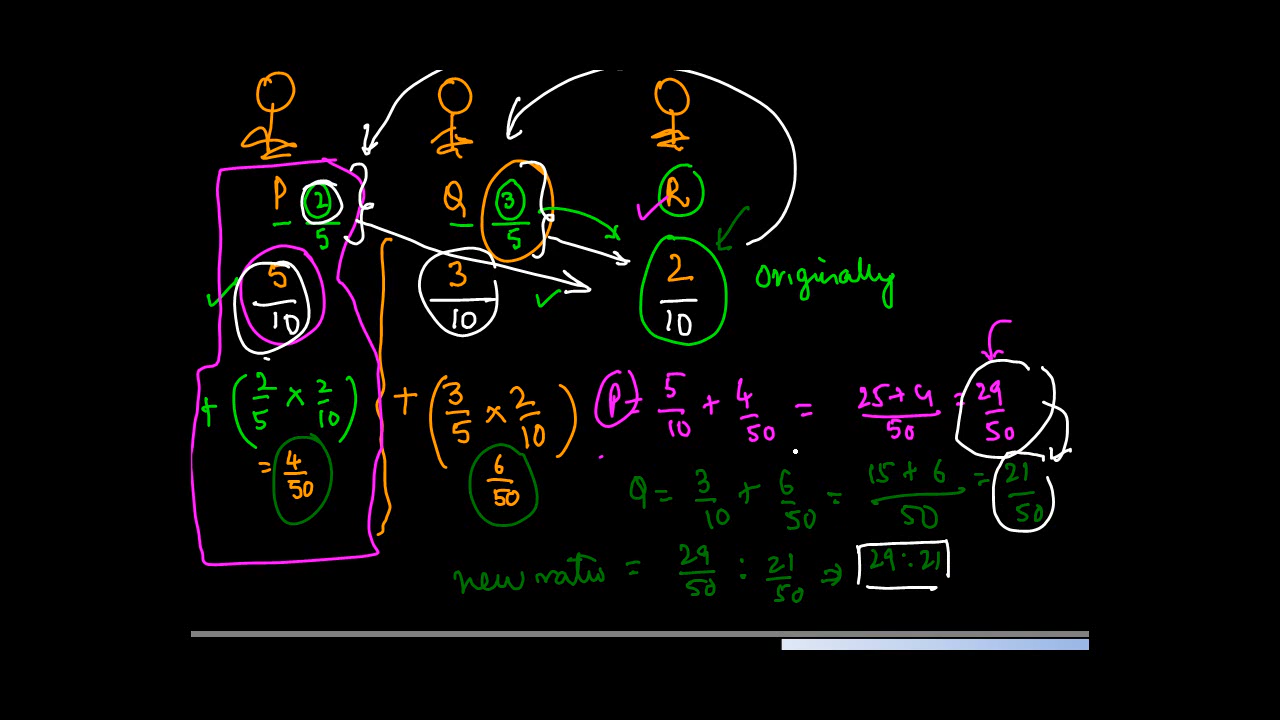 P 2/5 Q 3/5 R
5/10 3/10 2/10 originally
+ (2/5 × 2/10) + (3/5 × 2/10) P = 5/10 + 4/50 = 25+4/50 = 29/50
= 4/50 6/50 Q = 3/10 + 6/50 = 15+6/50 = 21/50
new ratio = 29/50 : 21/50 ⇒ 29:21